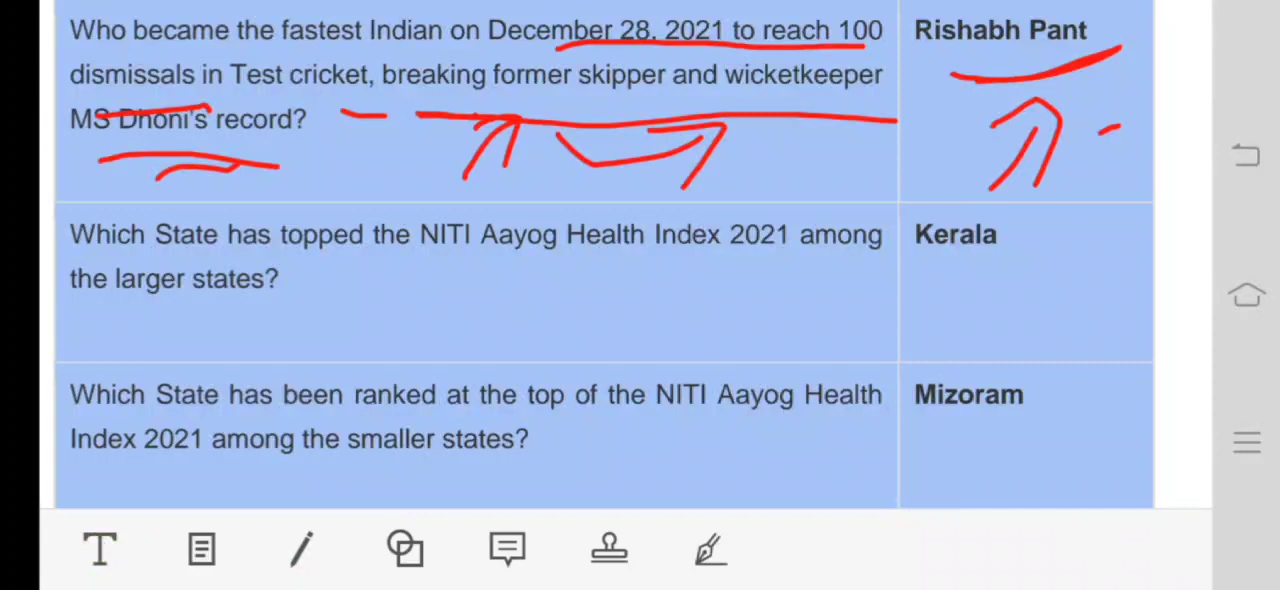 Who became the fastest Indian on December 28, 2021 to reach 100
dismissals in Test cricket, breaking former skipper and wicketkeeper
MS Dhoni's record?
Rishabh Pant
Which State has topped the NITI Aayog Health Index 2021 among
the larger states?
Kerala
Which State has been ranked at the top of the NITI Aayog Health
Index 2021 among the smaller states?
Mizoram
T